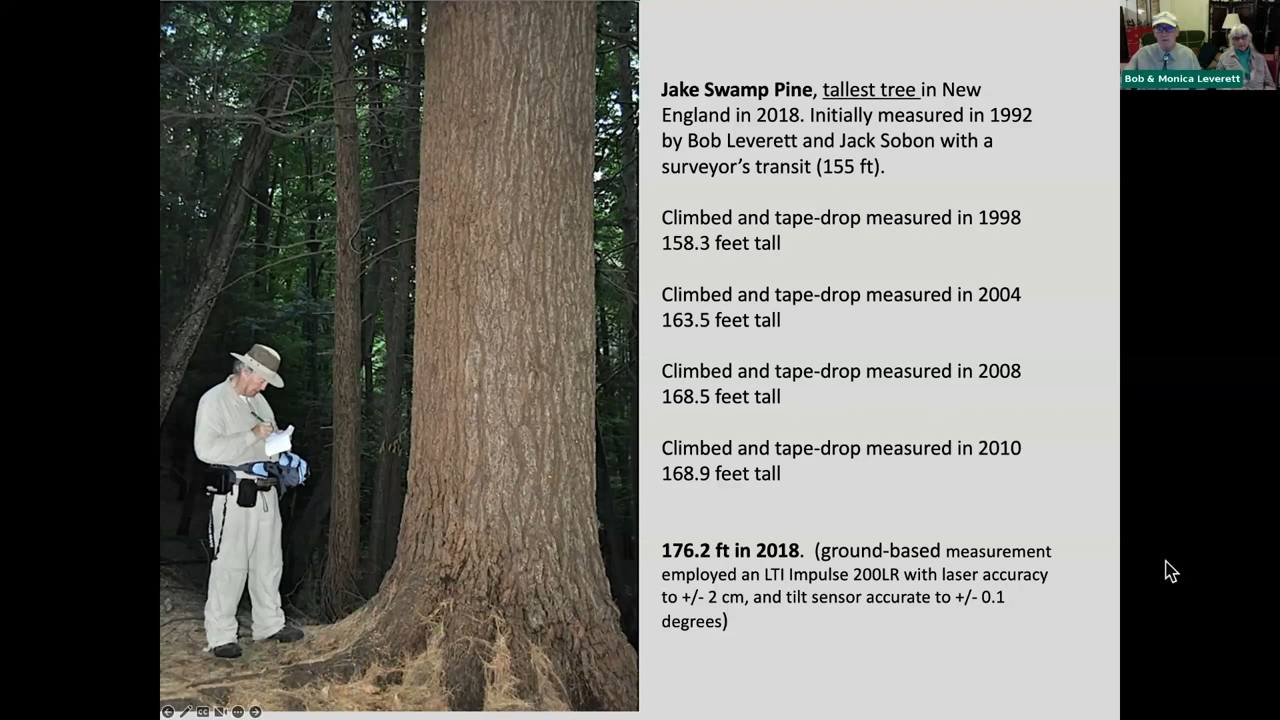 Jake Swamp Pine, tallest tree in New
England in 2018. Initially measured in 1992
by Bob Leverett and Jack Sobon with a
surveyor's transit (155 ft).
Climbed and tape-drop measured in 1998
158.3 feet tall
Climbed and tape-drop measured in 2004
163.5 feet tall
Climbed and tape-drop measured in 2008
168.5 feet tall
Climbed and tape-drop measured in 2010
168.9 feet tall
176.2 ft in 2018. (ground-based measurement
employed an LTI Impulse 200LR with laser accuracy
to +/- 2 cm, and tilt sensor accurate to +/- 0.1
degrees)
Bob & Monica Leverett
CC